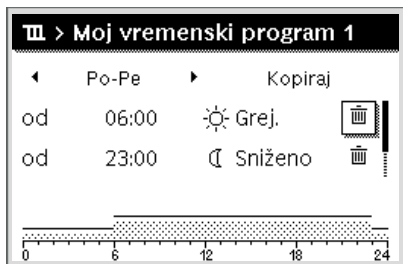 > Moj vremenski program 1
Po-Pe Kopiraj
od 06:00 Grej.
od 23:00 Sniženo
0 6 12 18 24